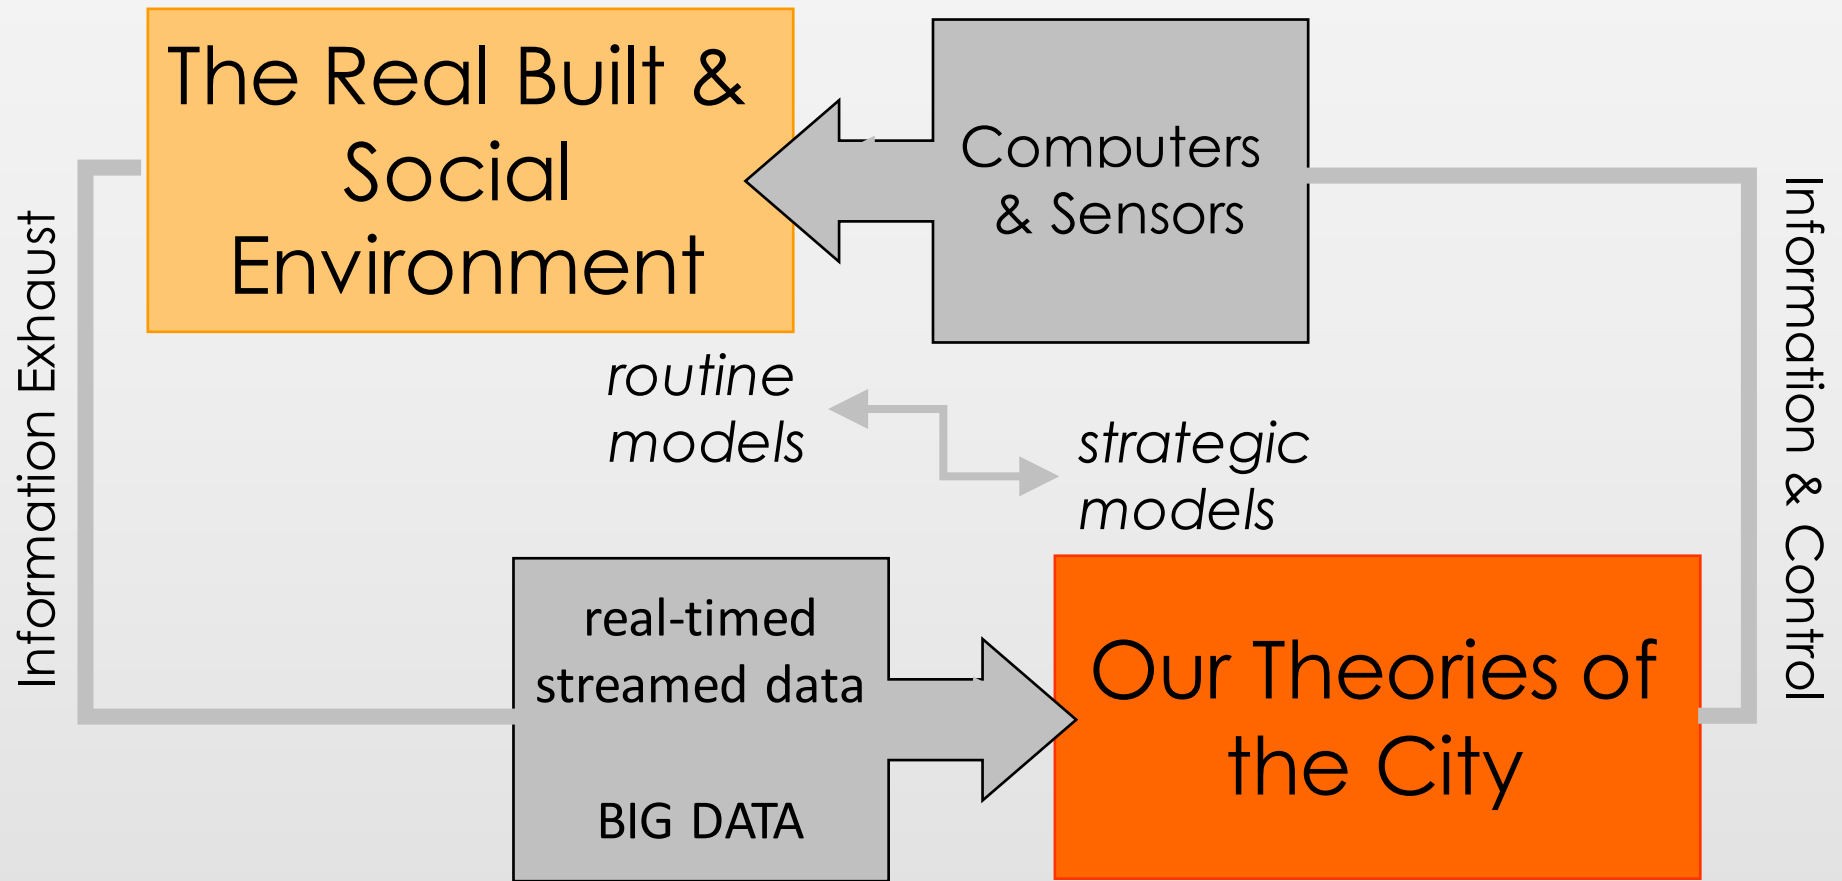 The Real Built &
Social
Environment
Computers
& Sensors
Information Exhaust
Information & Control
routine
models
strategic
models
real-timed
streamed data
BIG DATA
Our Theories of
the City